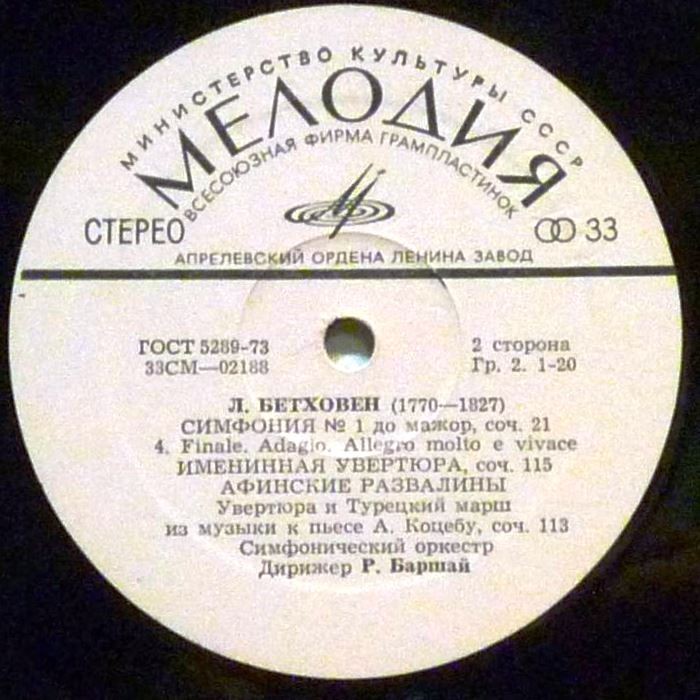 МИНИСТЕРСТВО КУЛЬТУРЫ СССР
МЕЛОДИЯ
ВСЕСОЮЗНАЯ ФИРМА ГРАМПЛАСТИНОК
СТЕРЕО
33
АПРЕЛЕВСКИЙ ОРДЕНА ЛЕНИНА ЗАВОД
ГОСТ 5289-73
2 сторона
33СМ—02188
Гр. 2. 1-20
Л. БЕТХОВЕН (1770—1827)
СИМФОНИЯ № 1 до мажор, соч. 21
4. Finale. Adagio. Allegro molto e vivace
ИМЕНИННАЯ УВЕРТЮРА, соч. 115
АФИНСКИЕ РАЗВАЛИНЫ
Увертюра и Турецкий марш
из музыки к пьесе А. Коцебу, соч. 113
Симфонический оркестр
Дирижер Р. Баршай